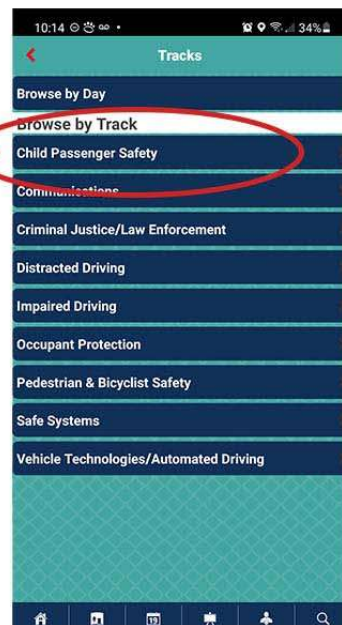 10:14
34%
Tracks
Browse by Day
Browse by Track
Child Passenger Safety
Communications
Criminal Justice/Law Enforcement
Distracted Driving
Impaired Driving
Occupant Protection
Pedestrian & Bicyclist Safety
Safe Systems
Vehicle Technologies/Automated Driving
19